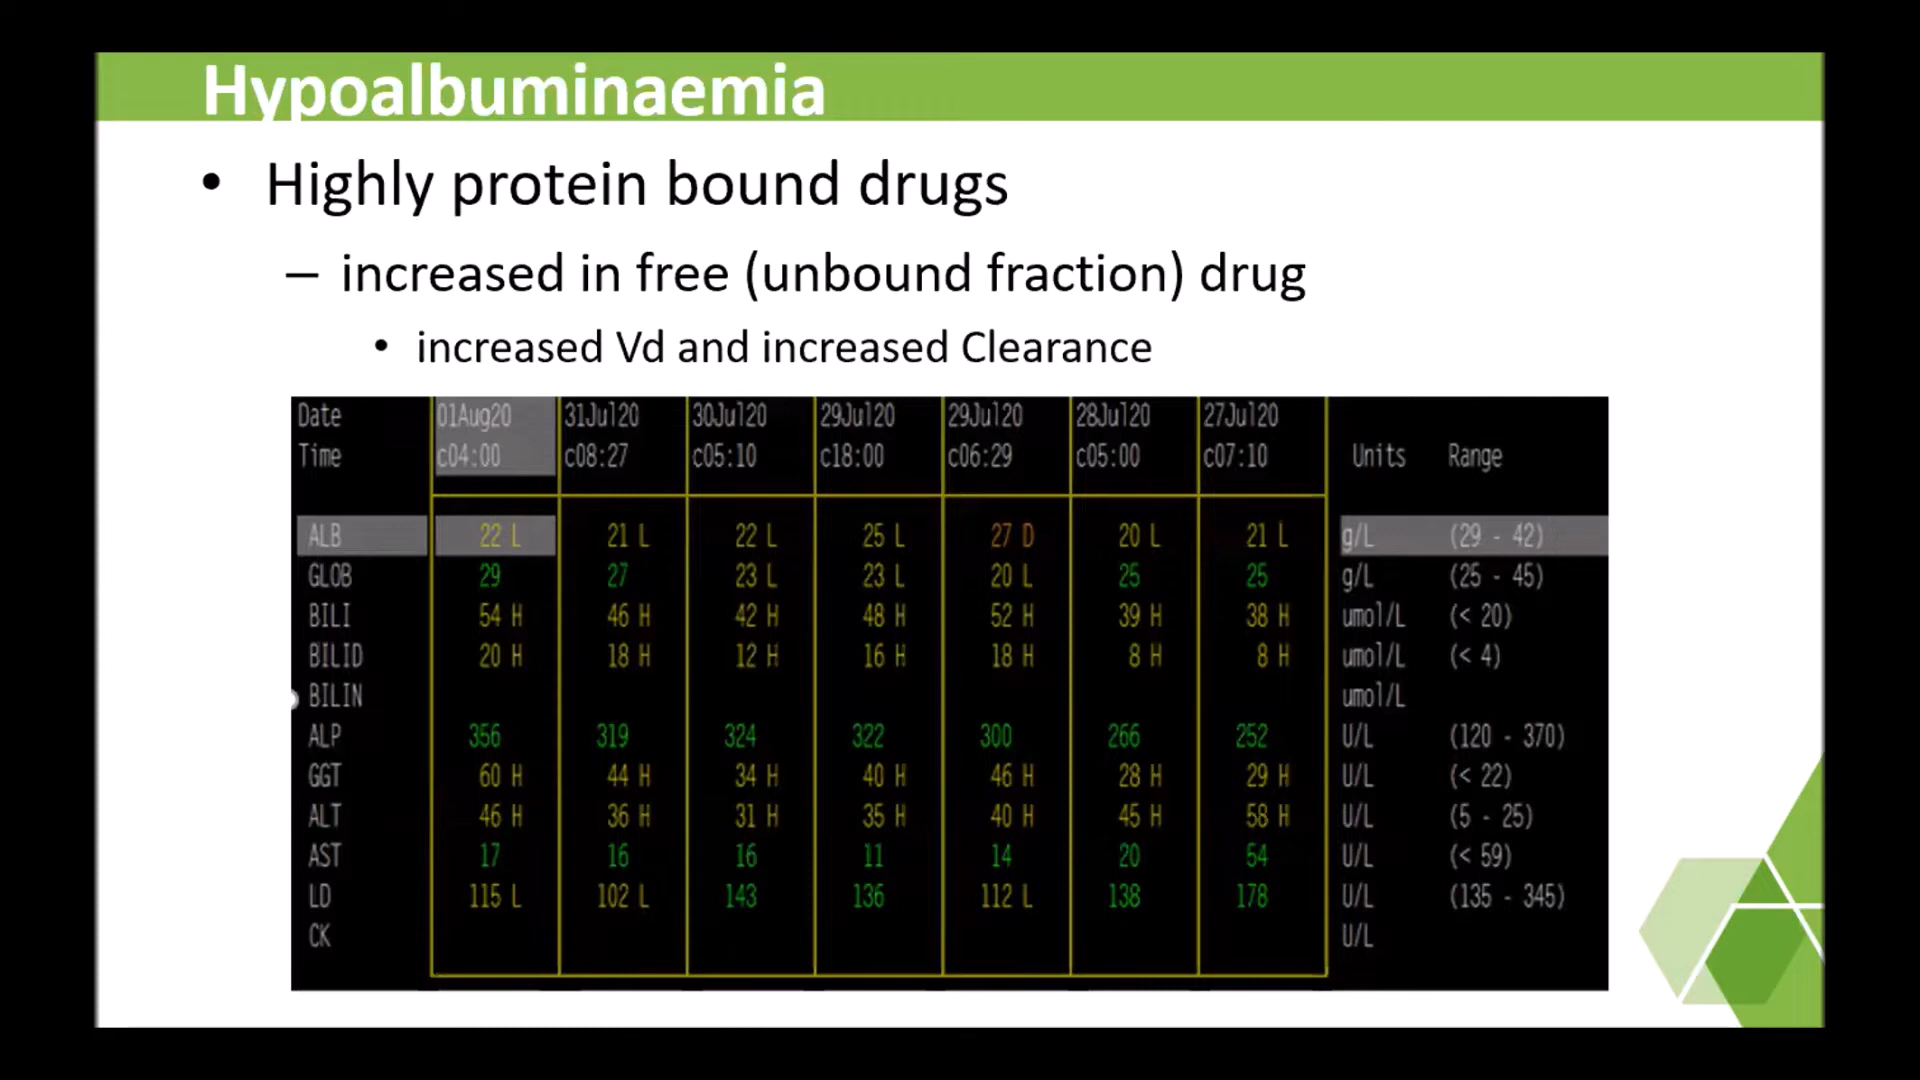 Hypoalbuminaemia
• Highly protein bound drugs
– increased in free (unbound fraction) drug
• increased Vd and increased Clearance
Date 01Aug20 31Jul20 30Jul20 29Jul20 29Jul20 28Jul20 27Jul20
Time c04:00 c08:27 c05:10 c18:00 c06:29 c05:00 c07:10 Units Range
ALB 22 L 21 L 22 L 25 L 27 D 20 L 21 L g/L (29 - 42)
GLOB 29 27 23 L 23 L 20 L 25 25 g/L (25 - 45)
BILI 54 H 46 H 42 H 48 H 52 H 39 H 38 H umol/L (< 20)
BILID 20 H 18 H 12 H 16 H 18 H 8 H 8 H umol/L (< 4)
BILIN umol/L
ALP 356 319 324 322 300 266 252 U/L (120 - 370)
GGT 60 H 44 H 34 H 40 H 46 H 28 H 29 H U/L (< 22)
ALT 46 H 36 H 31 H 35 H 40 H 45 H 58 H U/L (5 - 25)
AST 17 16 16 11 14 20 54 U/L (< 59)
LD 115 L 102 L 143 136 112 L 138 178 U/L (135 - 345)
CK U/L